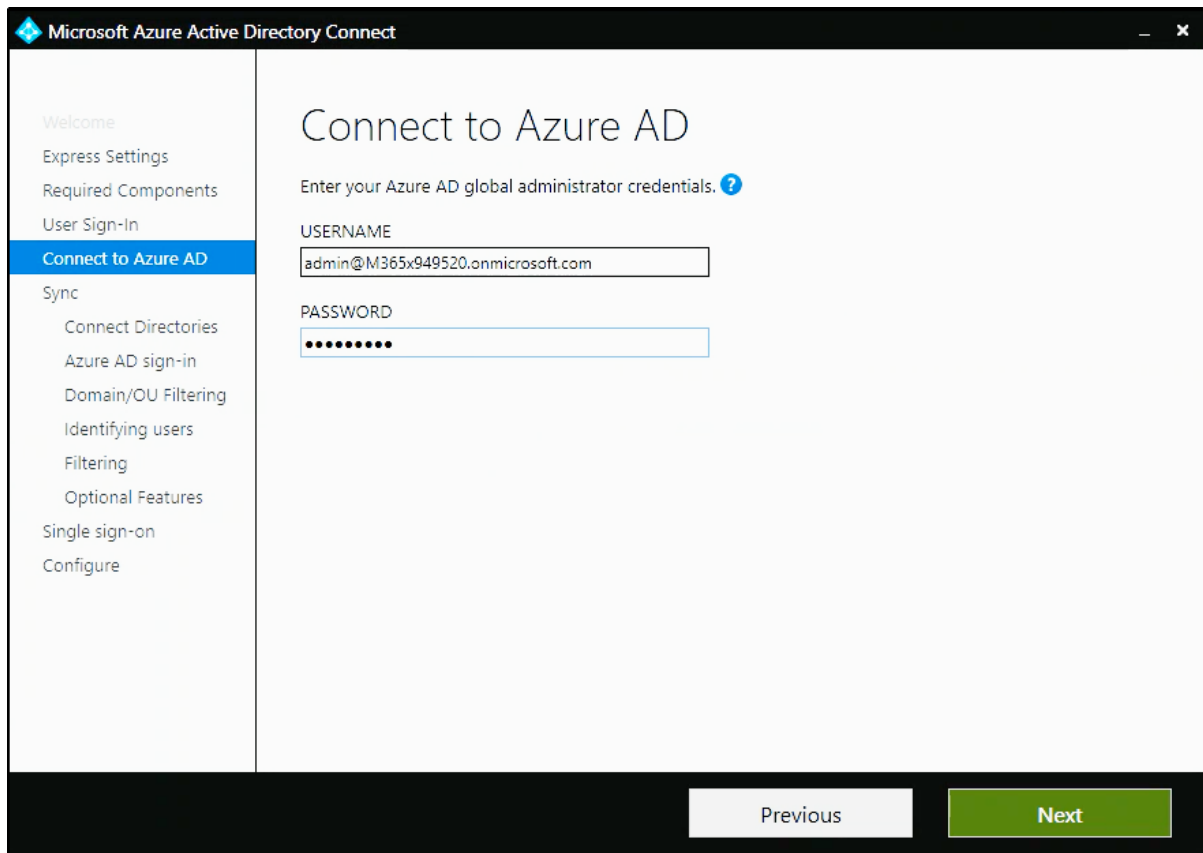 Microsoft Azure Active Directory Connect
Welcome
Express Settings
Required Components
User Sign-In
Connect to Azure AD
Sync
Connect Directories
Azure AD sign-in
Domain/OU Filtering
Identifying users
Filtering
Optional Features
Single sign-on
Configure
Connect to Azure AD
Enter your Azure AD global administrator credentials. ?
USERNAME
admin@M365x949520.onmicrosoft.com
PASSWORD
●●●●●●●●●
Previous
Next